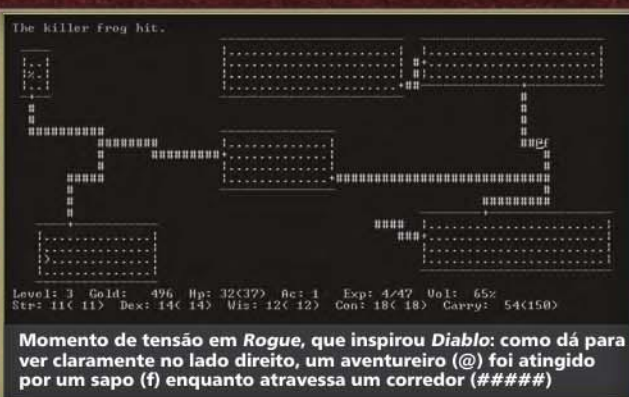 The killer frog hit.
Level: 3 Gold: 496 Hp: 32(37) Ac: 1 Exp: 4/47 Vol: 65%
Str: 11( 11) Dex: 14( 14) Wis: 12( 12) Con: 18( 18) Carry: 54(150)
Momento de tensão em Rogue, que inspirou Diablo: como dá para
ver claramente no lado direito, um aventureiro (@) foi atingido
por um sapo (f) enquanto atravessa um corredor (#####)